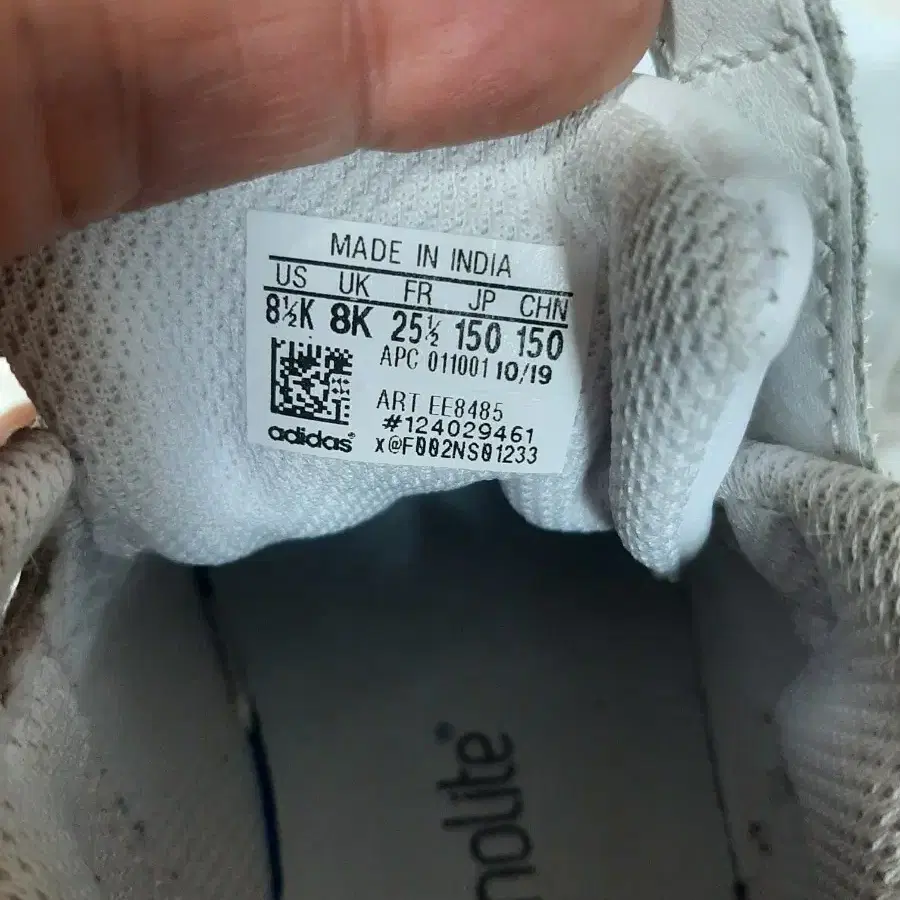 MADE IN INDIA
US UK FR JP CHN
8½K 8K 25½ 150 150
APC 011001 10/19
ART EE8485
#124029461
adidas® x@F002NS01233
nolite®